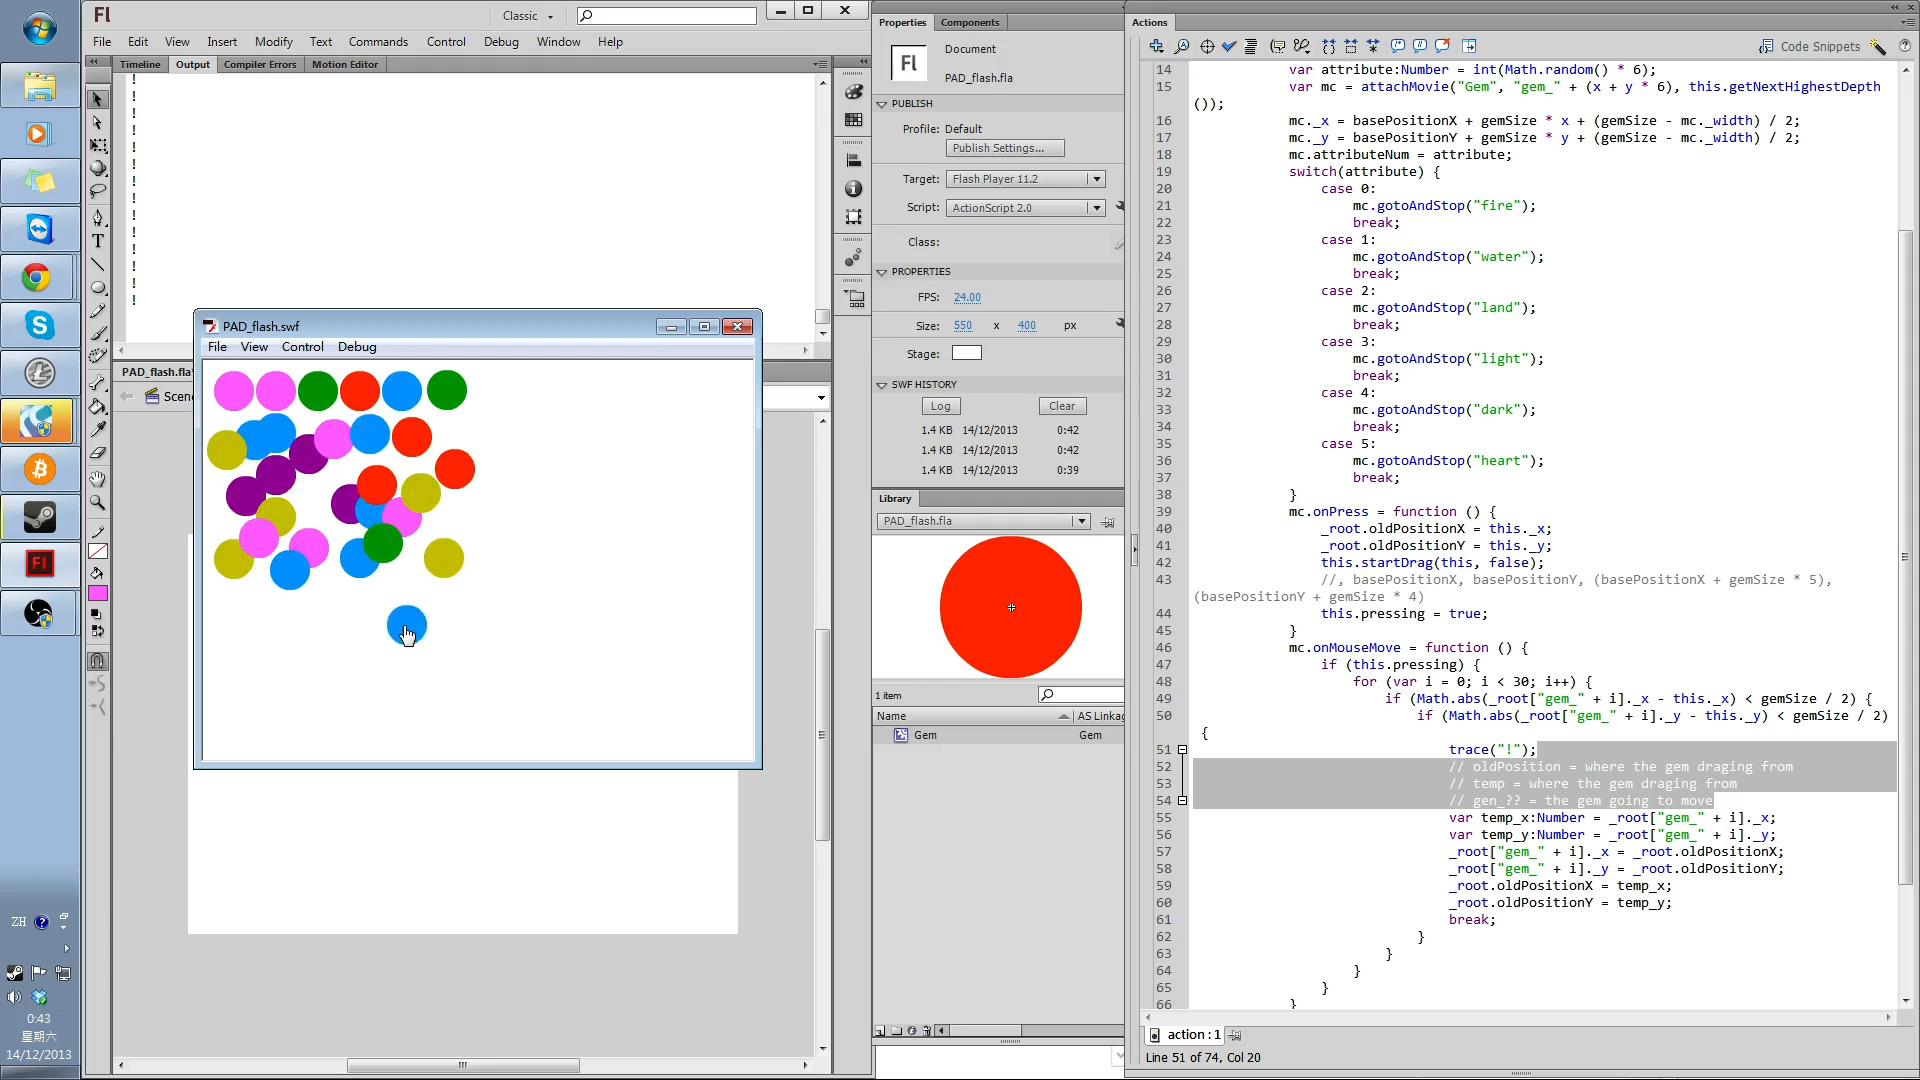 Fl
Classic
File Edit View Insert Modify Text Commands Control Debug Window Help
Timeline Output Compiler Errors Motion Editor
!
!
!
!
!
!
!
!
!
!
!
!
!
!
PAD_flash.fla*
Scen
PAD_flash.swf
File View Control Debug
Properties Components
Fl
Document
PAD_flash.fla
PUBLISH
Profile: Default
Publish Settings...
Target: Flash Player 11.2
Script: ActionScript 2.0
Class:
PROPERTIES
FPS: 24.00
Size: 550 x 400 px
Stage:
SWF HISTORY
Log Clear
1.4 KB 14/12/2013 0:42
1.4 KB 14/12/2013 0:42
1.4 KB 14/12/2013 0:39
Library
PAD_flash.fla
1 item
Name AS Linkag
Gem Gem
Actions
Code Snippets
14 var attribute:Number = int(Math.random() * 6);
15 var mc = attachMovie("Gem", "gem_" + (x + y * 6), this.getNextHighestDepth
());
16 mc._x = basePositionX + gemSize * x + (gemSize - mc._width) / 2;
17 mc._y = basePositionY + gemSize * y + (gemSize - mc._width) / 2;
18 mc.attributeNum = attribute;
19 switch(attribute) {
20 case 0:
21 mc.gotoAndStop("fire");
22 break;
23 case 1:
24 mc.gotoAndStop("water");
25 break;
26 case 2:
27 mc.gotoAndStop("land");
28 break;
29 case 3:
30 mc.gotoAndStop("light");
31 break;
32 case 4:
33 mc.gotoAndStop("dark");
34 break;
35 case 5:
36 mc.gotoAndStop("heart");
37 break;
38 }
39 mc.onPress = function () {
40 _root.oldPositionX = this._x;
41 _root.oldPositionY = this._y;
42 this.startDrag(this, false);
43 //, basePositionX, basePositionY, (basePositionX + gemSize * 5),
(basePositionY + gemSize * 4)
44 this.pressing = true;
45 }
46 mc.onMouseMove = function () {
47 if (this.pressing) {
48 for (var i = 0; i < 30; i++) {
49 if (Math.abs(_root["gem_" + i]._x - this._x) < gemSize / 2) {
50 if (Math.abs(_root["gem_" + i]._y - this._y) < gemSize / 2)
{
51 trace("!");
52 // oldPosition = where the gem draging from
53 // temp = where the gem draging from
54 // gen_?? = the gem going to move
55 var temp_x:Number = _root["gem_" + i]._x;
56 var temp_y:Number = _root["gem_" + i]._y;
57 _root["gem_" + i]._x = _root.oldPositionX;
58 _root["gem_" + i]._y = _root.oldPositionY;
59 _root.oldPositionX = temp_x;
60 _root.oldPositionY = temp_y;
61 break;
62 }
63 }
64 }
65 }
66 }
action : 1
Line 51 of 74, Col 20
ZH
0:43
星期六
14/12/2013